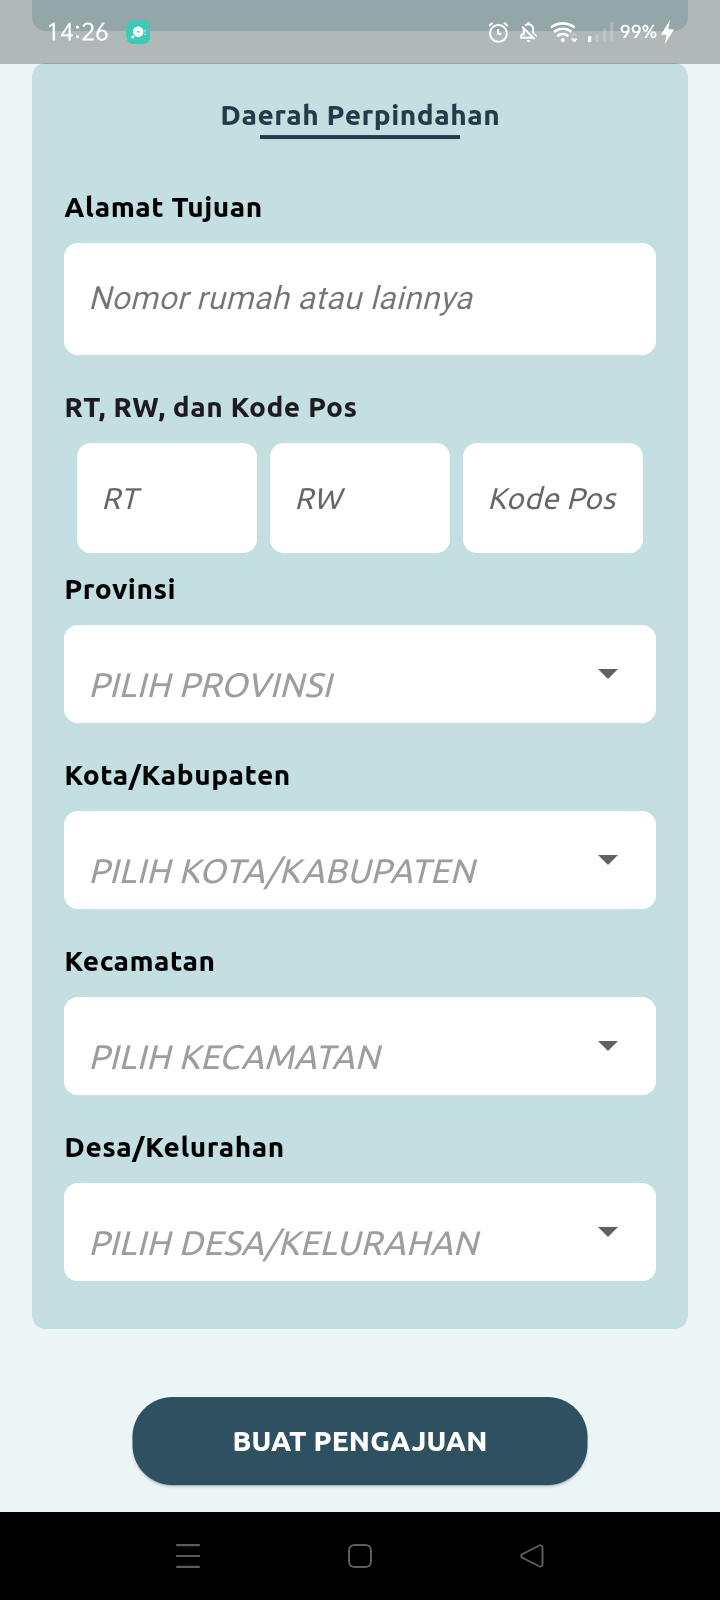 14:26
99%
Daerah Perpindahan
Alamat Tujuan
Nomor rumah atau lainnya
RT, RW, dan Kode Pos
RT RW Kode Pos
Provinsi
PILIH PROVINSI
Kota/Kabupaten
PILIH KOTA/KABUPATEN
Kecamatan
PILIH KECAMATAN
Desa/Kelurahan
PILIH DESA/KELURAHAN
BUAT PENGAJUAN